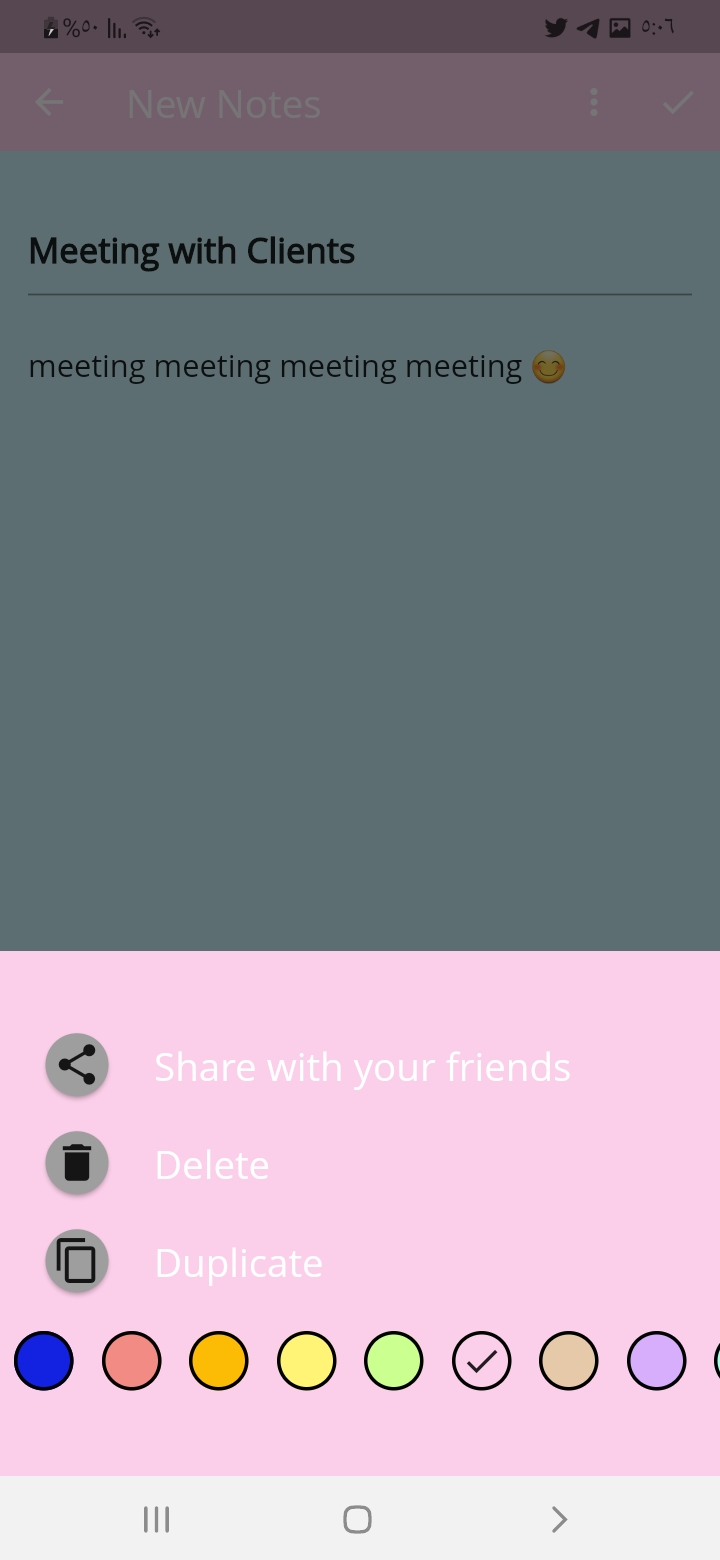 %٥٠ ٥:٠٦
New Notes
Meeting with Clients
meeting meeting meeting meeting 😊
Share with your friends
Delete
Duplicate